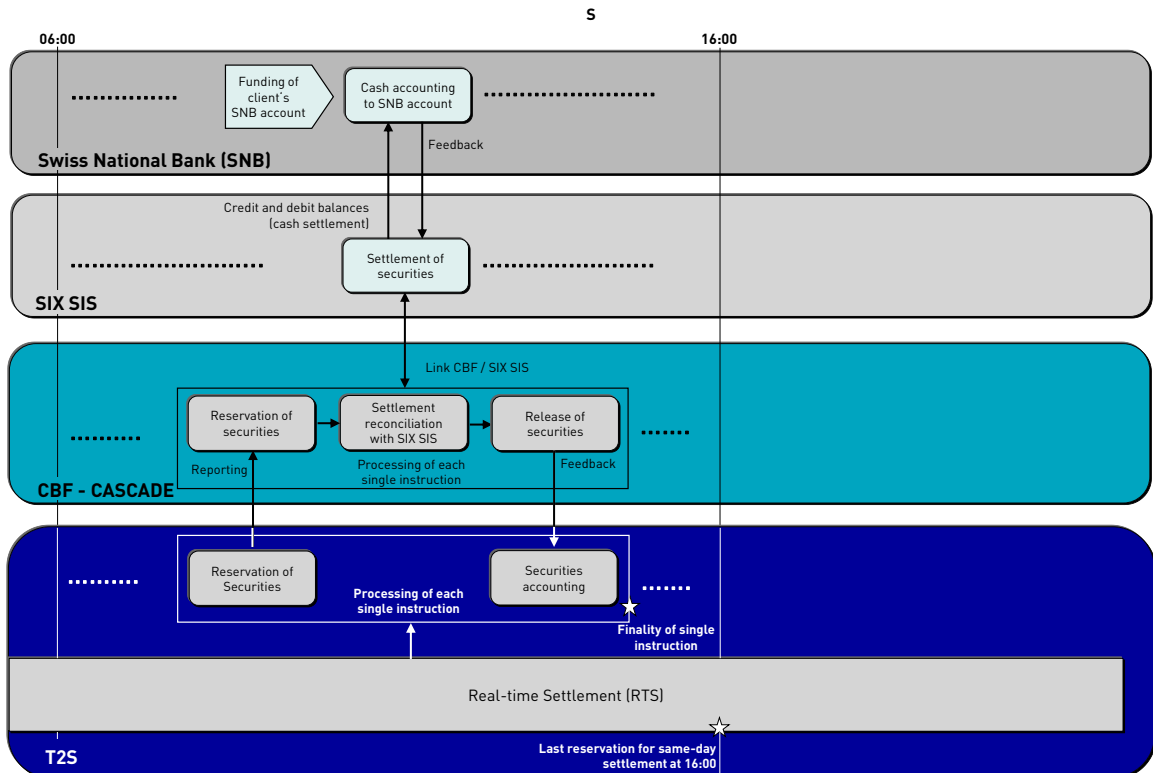 S
06:00
16:00
Funding of
client's
SNB account
Cash accounting
to SNB account
Feedback
Swiss National Bank (SNB)
Credit and debit balances
(cash settlement)
Settlement of
securities
SIX SIS
Link CBF / SIX SIS
Reservation of
securities
Settlement
reconciliation
with SIX SIS
Release of
securities
Reporting
Processing of each
single instruction
Feedback
CBF - CASCADE
Reservation of
Securities
Securities
accounting
Processing of each
single instruction
Finality of single
instruction
Real-time Settlement (RTS)
T2S
Last reservation for same-day
settlement at 16:00